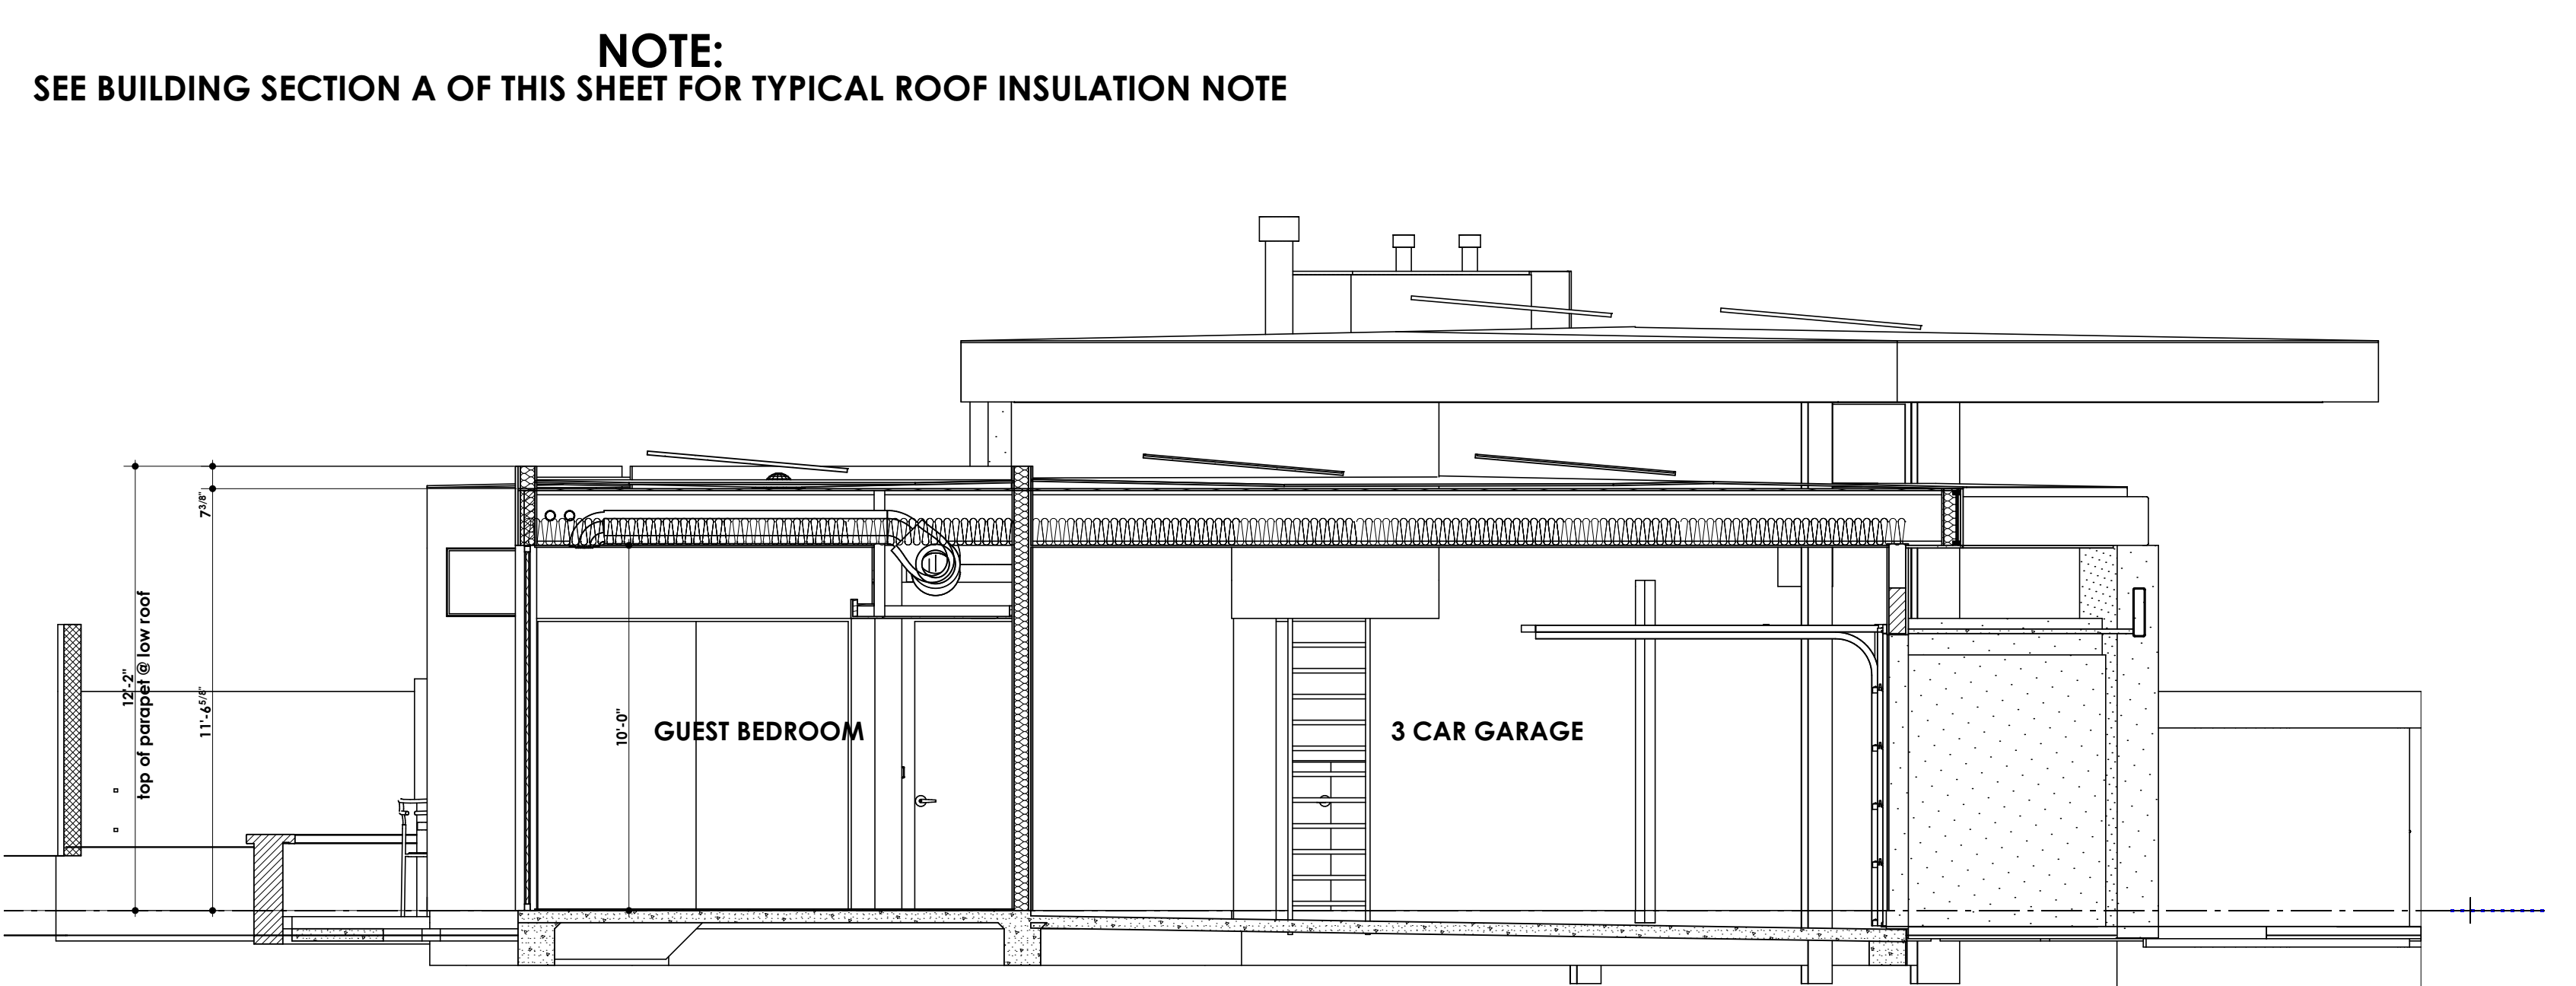 NOTE:
SEE BUILDING SECTION A OF THIS SHEET FOR TYPICAL ROOF INSULATION NOTE
7 3/8"
12'-2"
top of parapet @ low roof
11'-6 5/8"
10'-0"
GUEST BEDROOM
3 CAR GARAGE